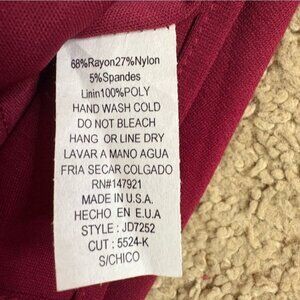 68%Rayon27%Nylon
5%Spandes
Linin100%POLY
HAND WASH COLD
DO NOT BLEACH
HANG OR LINE DRY
LAVAR A MANO AGUA
FRIA SECAR COLGADO
RN#147921
MADE IN U.S.A.
HECHO EN E.U.A
STYLE : JD7252
CUT : 5524-K
S/CHICO